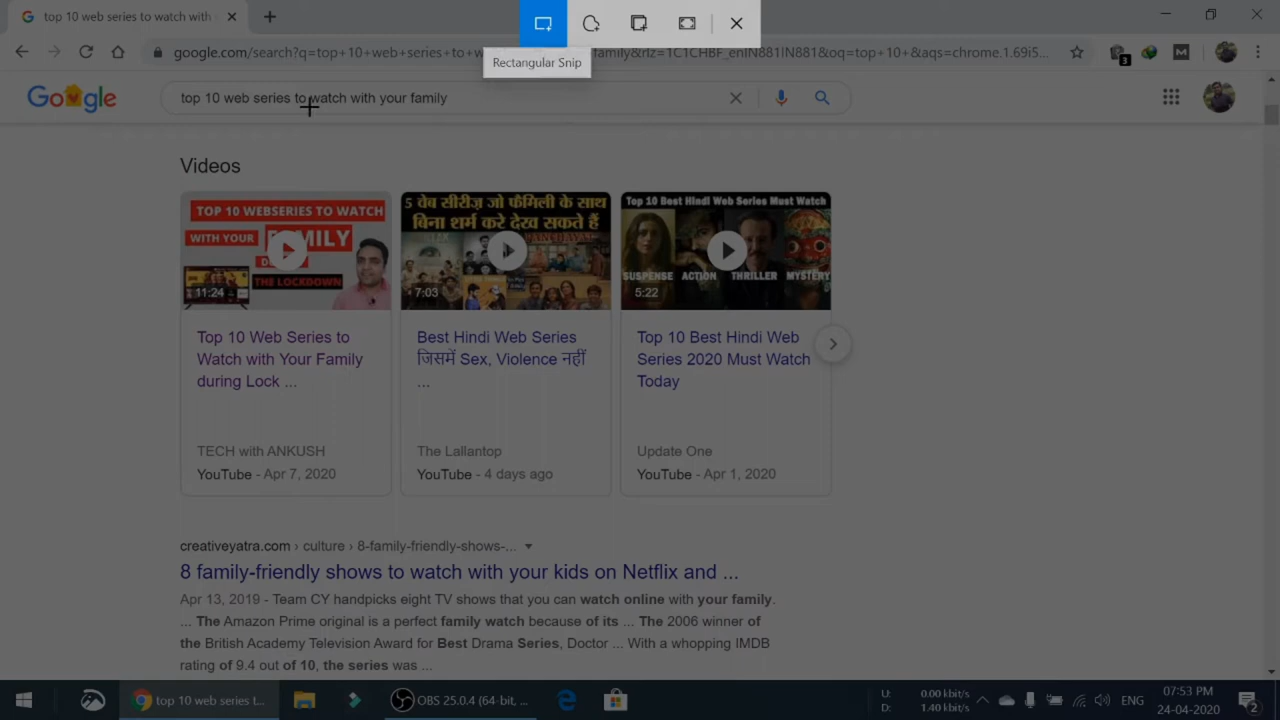 top 10 web series to watch with
Rectangular Snip
google.com/search?q=top+10+web+series+to+w
family&rlz=1C1CHBF_enIN881IN881&oq=top+10+&aqs=chrome.1.69i5...
3
Google
top 10 web series to watch with your family
Videos
TOP 10 WEBSERIES TO WATCH
WITH YOUR FAMILY
THE LOCKDOWN
11:24
5 वेब सीरीज़ जो फैमिली के साथ
बिना शर्म करे देख सकते हैं
7:03
Top 10 Best Hindi Web Series Must Watch
SUSPENSE ACTION THRILLER MYSTERY
5:22
Top 10 Web Series to
Watch with Your Family
during Lock ...
TECH with ANKUSH
YouTube - Apr 7, 2020
Best Hindi Web Series
जिसमें Sex, Violence नहीं
...
The Lallantop
YouTube - 4 days ago
Top 10 Best Hindi Web
Series 2020 Must Watch
Today
Update One
YouTube - Apr 1, 2020
creativeyatra.com › culture › 8-family-friendly-shows-...
8 family-friendly shows to watch with your kids on Netflix and ...
Apr 13, 2019 - Team CY handpicks eight TV shows that you can watch online with your family.
... The Amazon Prime original is a perfect family watch because of its ... The 2006 winner of
the British Academy Television Award for Best Drama Series, Doctor ... With a whopping IMDB
rating of 9.4 out of 10, the series was ...
top 10 web series t...
OBS 25.0.4 (64-bit, ...
U: 0.00 kbit/s
D: 1.40 kbit/s
ENG
07:53 PM
24-04-2020
2